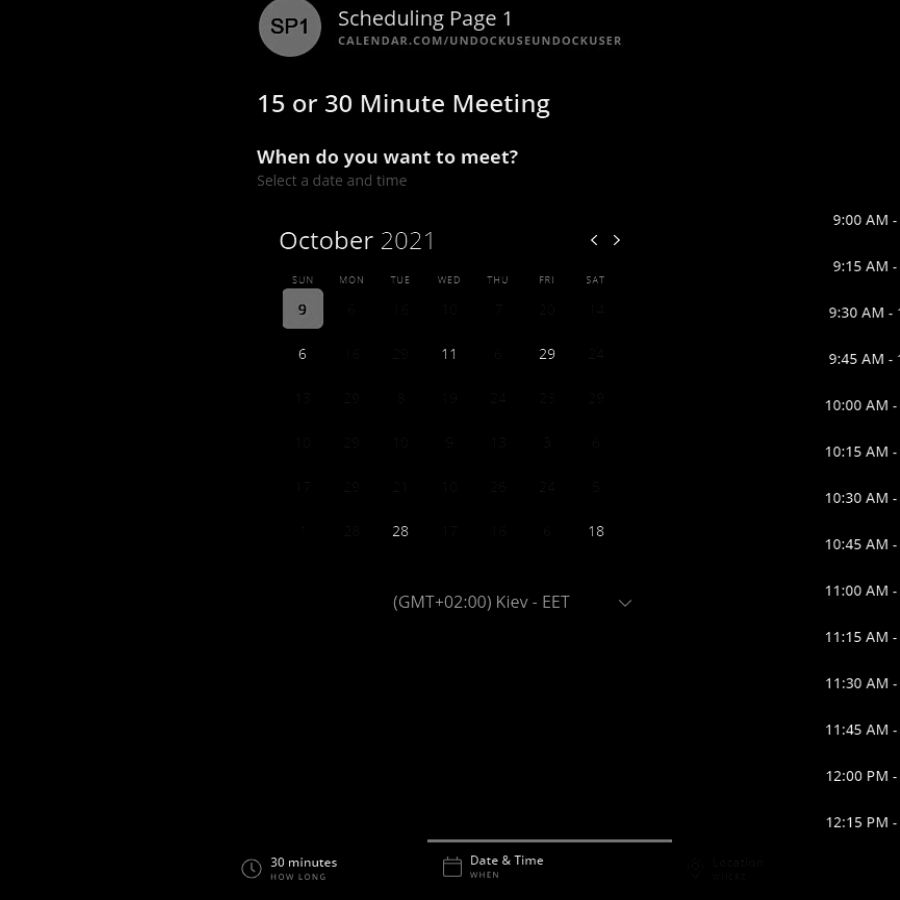 SP1
Scheduling Page 1
CALENDAR.COM/UNDOCKUSEUNDOCKUSER
15 or 30 Minute Meeting
When do you want to meet?
Select a date and time
October 2021
SUN MON TUE WED THU FRI SAT
9 6 16 10 7 20 14
6 18 29 11 6 29 24
13 29 8 19 24 23 29
10 29 10 9 13 3 6
17 29 21 10 26 24 5
1 28 28 17 18 6 18
(GMT+02:00) Kiev - EET
9:00 AM -
9:15 AM -
9:30 AM - 1
9:45 AM - 1
10:00 AM -
10:15 AM -
10:30 AM -
10:45 AM -
11:00 AM -
11:15 AM -
11:30 AM -
11:45 AM -
12:00 PM -
12:15 PM -
30 minutes
HOW LONG
Date & Time
WHEN
Location
WHERE